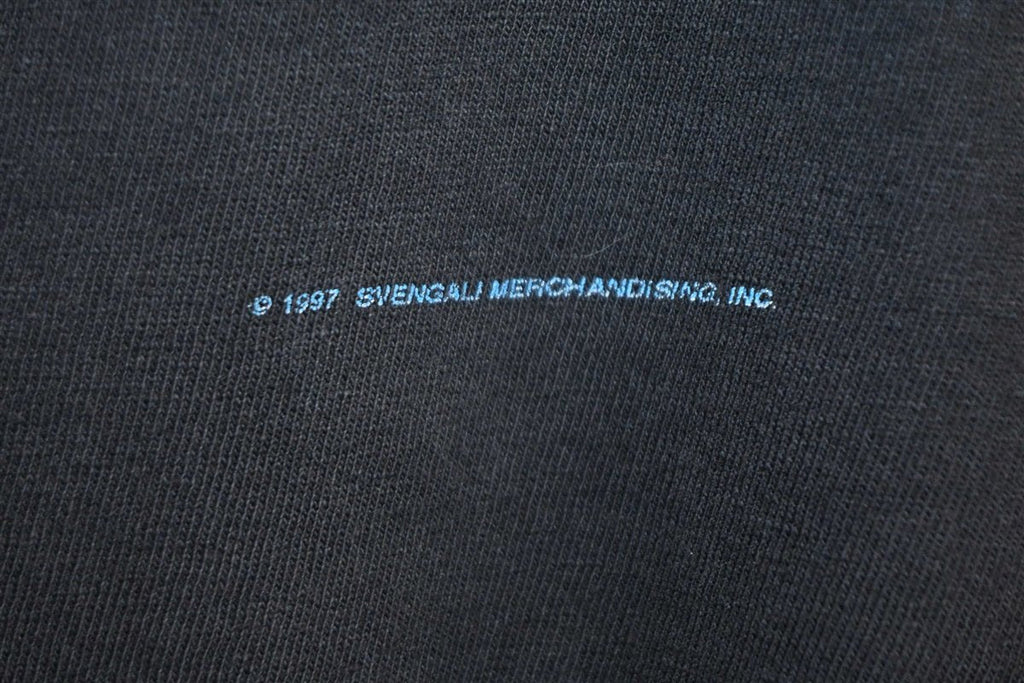 © 1997 SVENGALI MERCHANDISING, INC.